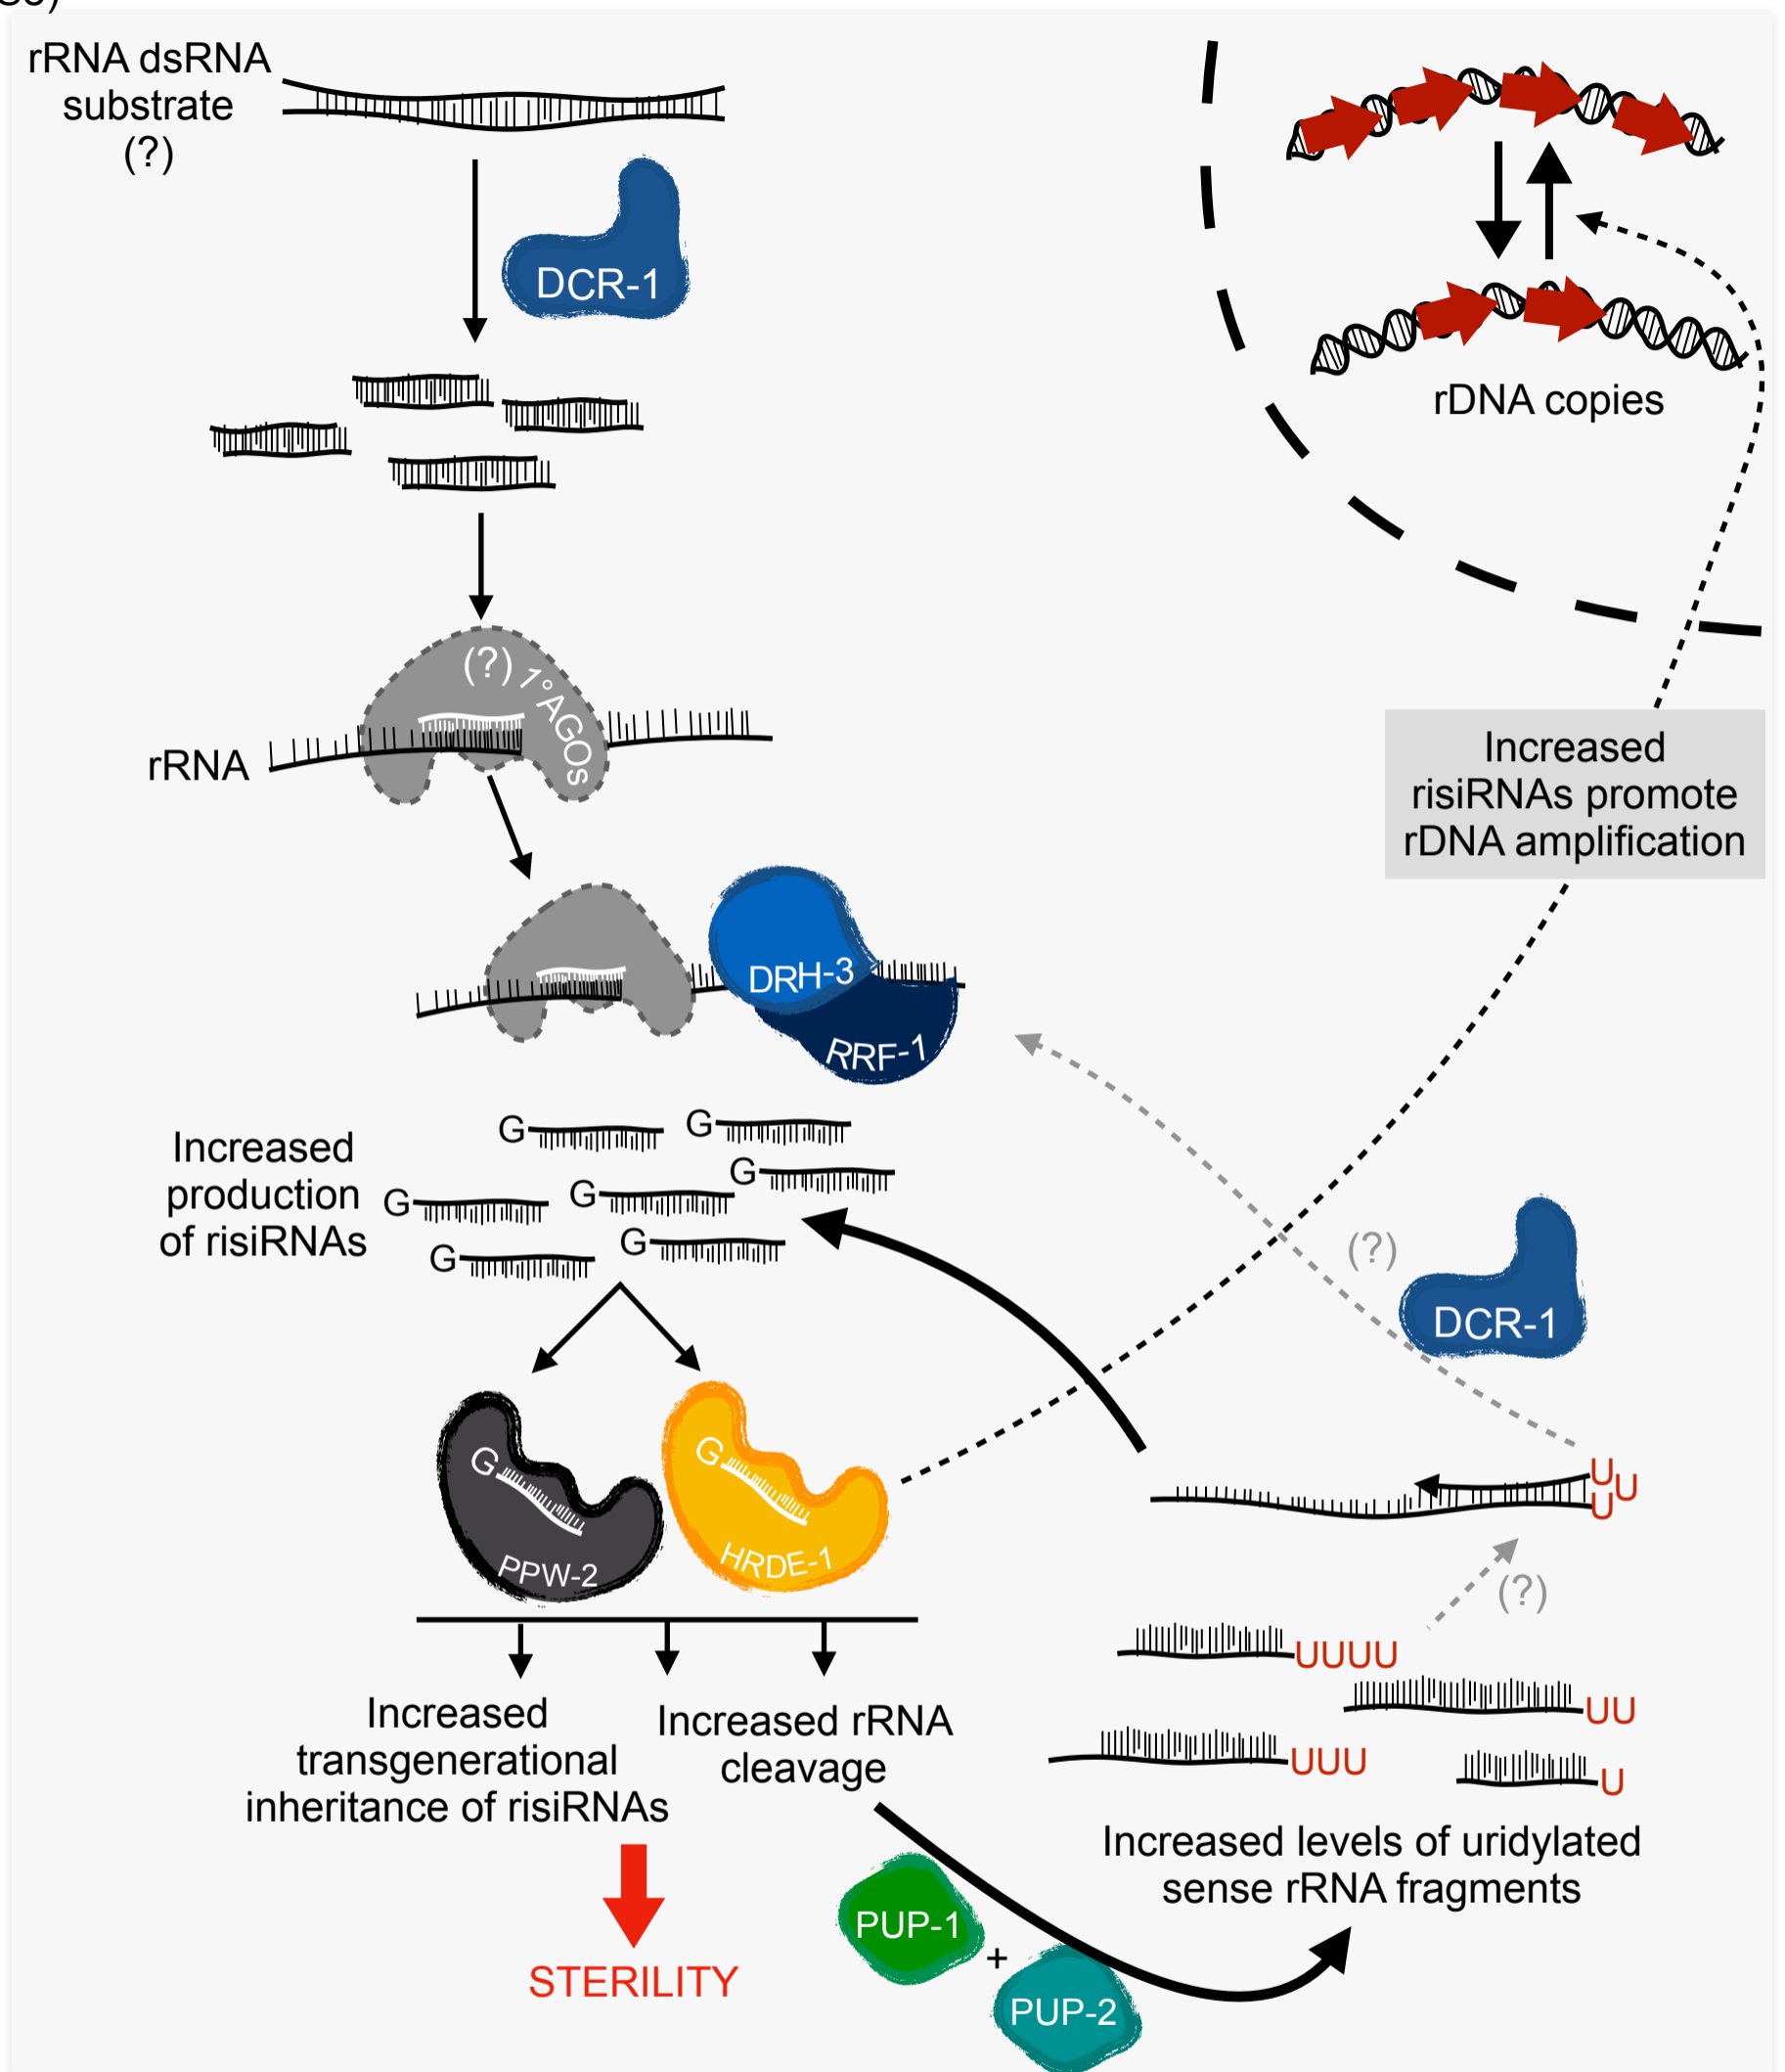 rRNA dsRNA
substrate
(?)
DCR-1
rDNA copies
(?) 1°AGOs
rRNA
Increased
risiRNAs promote
rDNA amplification
DRH-3
RRF-1
G
G
G
G
G
G
G
Increased
production
of risiRNAs
(?)
DCR-1
G
PPW-2
G
HRDE-1
U
U
U
(?)
UUUU
UU
UUU
U
Increased
transgenerational
inheritance of risiRNAs
Increased rRNA
cleavage
Increased levels of uridylated
sense rRNA fragments
STERILITY
PUP-1
+
PUP-2